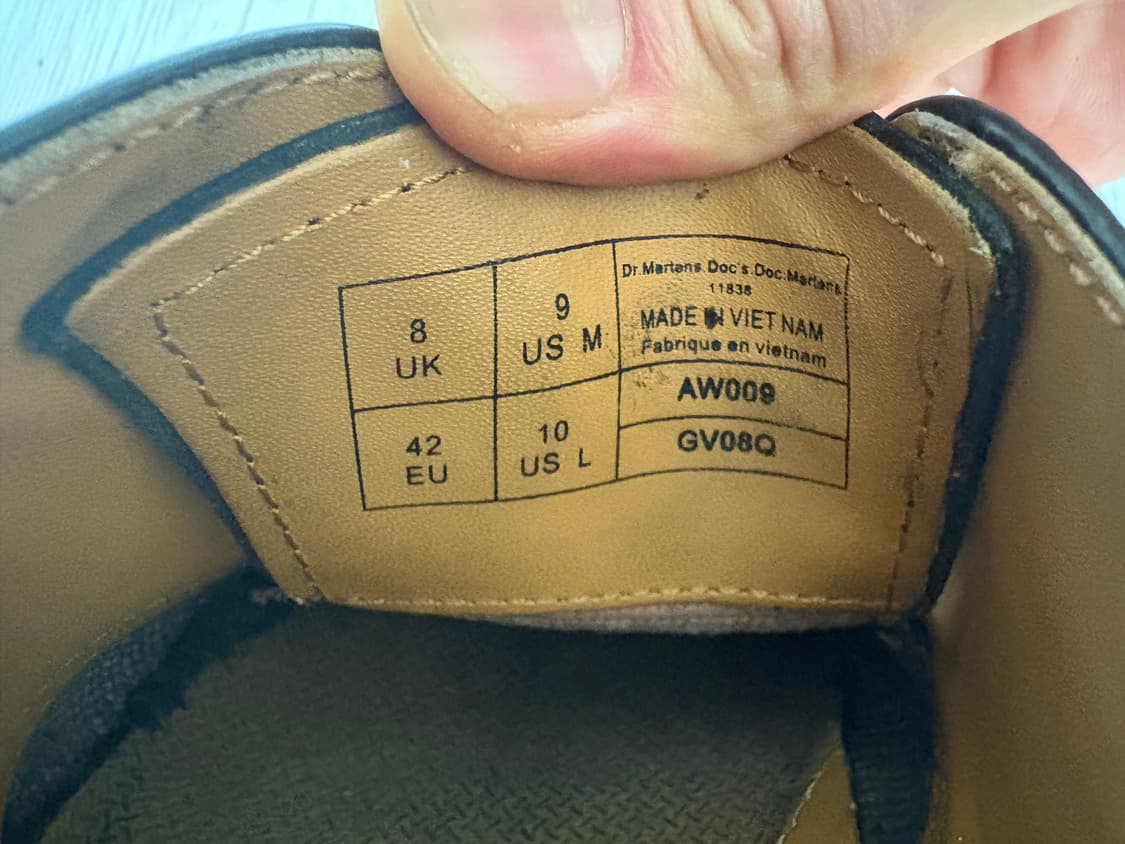 8
UK
9
US M
42
EU
10
US L
Dr.Martens.Doc's.Doc.Martens
11838
MADE IN VIET NAM
Fabrique en vietnam
AW009
GV08Q